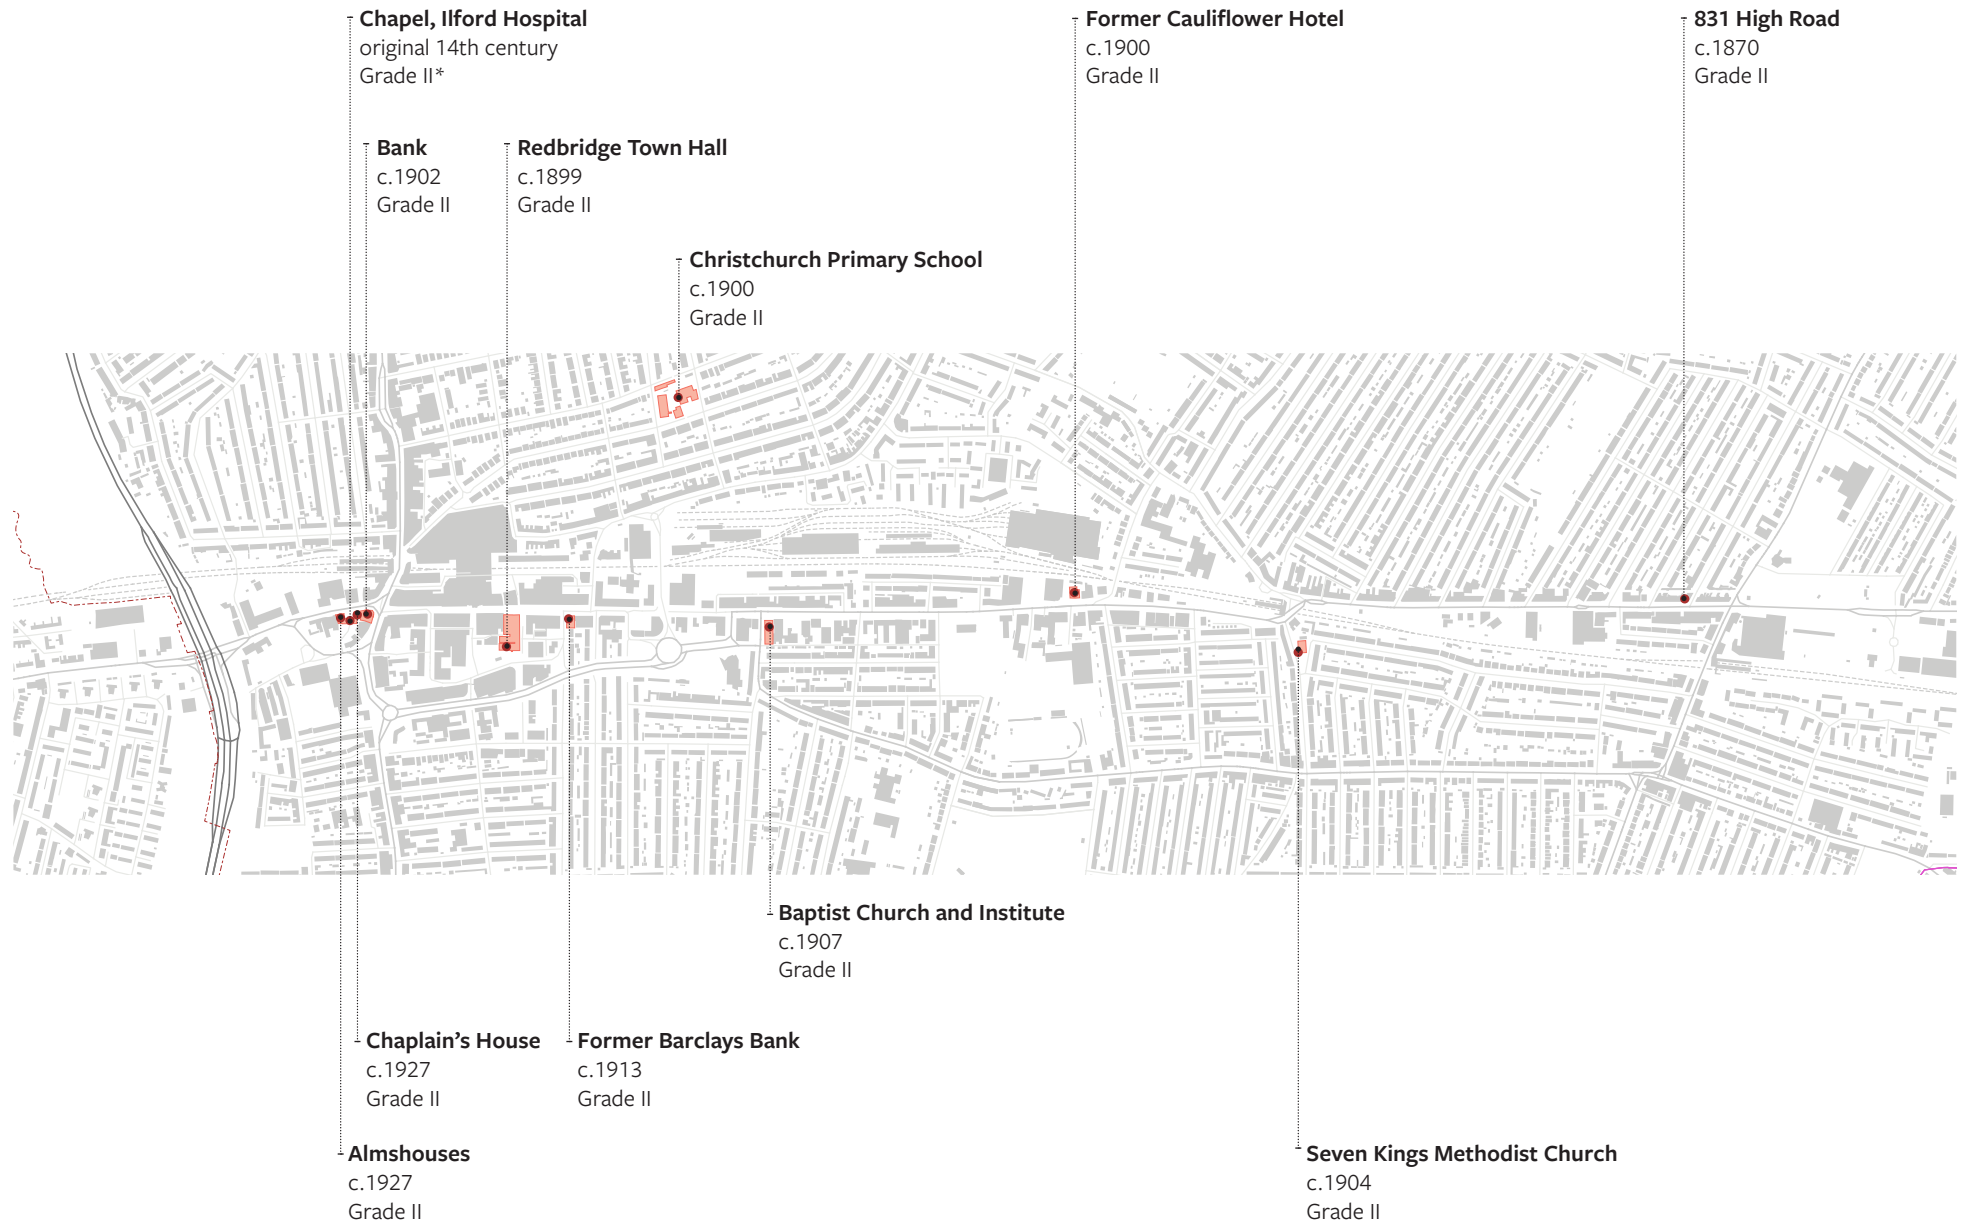 Chapel, Ilford Hospital
original 14th century
Grade II*
Former Cauliflower Hotel
c.1900
Grade II
831 High Road
c.1870
Grade II
Bank
c.1902
Grade II
Redbridge Town Hall
c.1899
Grade II
Christchurch Primary School
c.1900
Grade II
Baptist Church and Institute
c.1907
Grade II
Chaplain’s House
c.1927
Grade II
Former Barclays Bank
c.1913
Grade II
Almshouses
c.1927
Grade II
Seven Kings Methodist Church
c.1904
Grade II